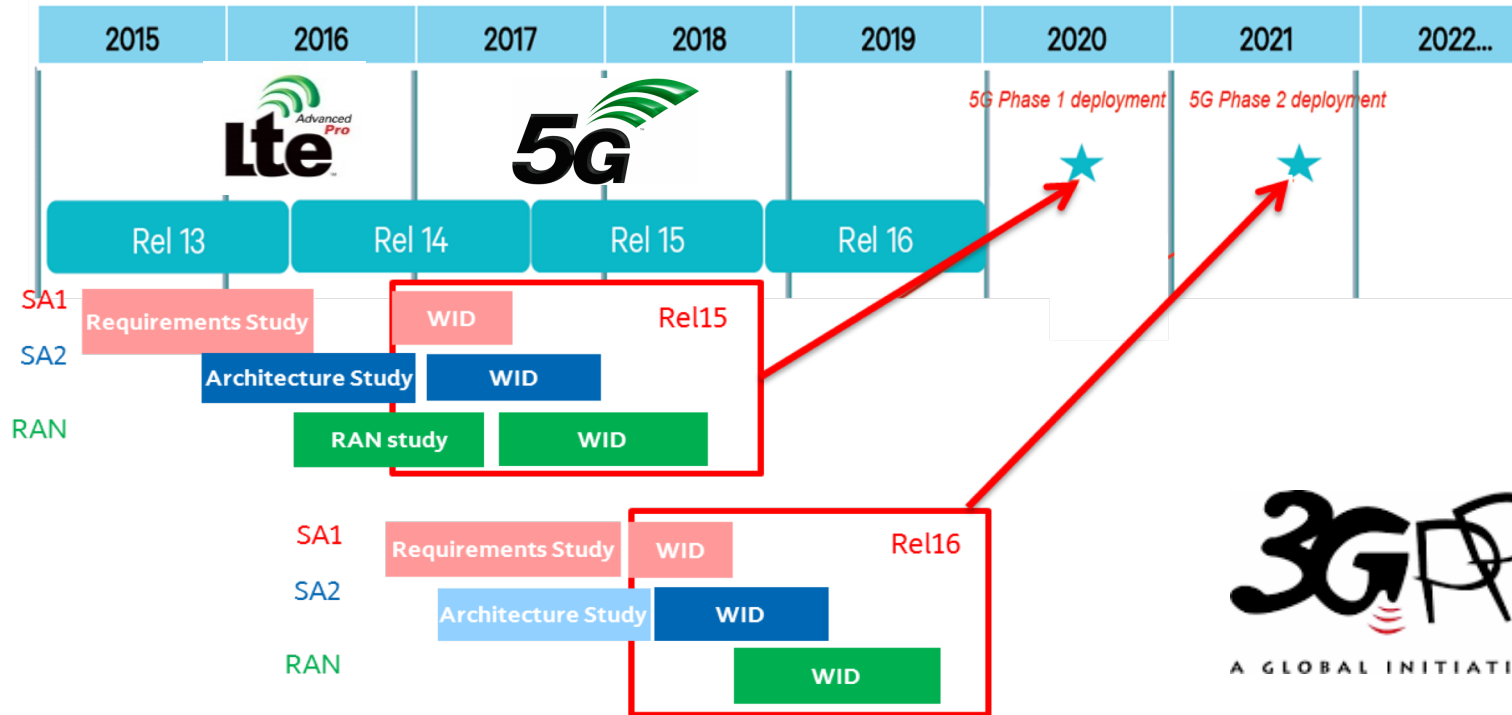 2015 2016 2017 2018 2019 2020 2021 2022...
5G Phase 1 deployment 5G Phase 2 deployment
Advanced
Pro
Lte
5G
Rel 13 Rel 14 Rel 15 Rel 16
SA1
Requirements Study WID Rel15
SA2
Architecture Study WID
RAN
RAN study WID
SA1
Requirements Study WID Rel16
SA2
Architecture Study WID
RAN
WID
3GPP
A GLOBAL INITIATI